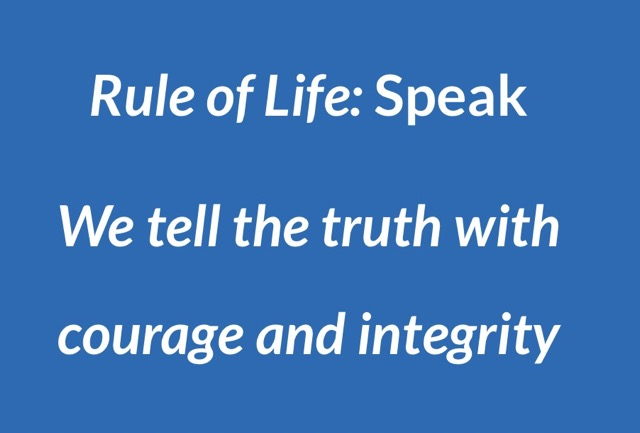 Rule of Life: Speak
We tell the truth with
courage and integrity